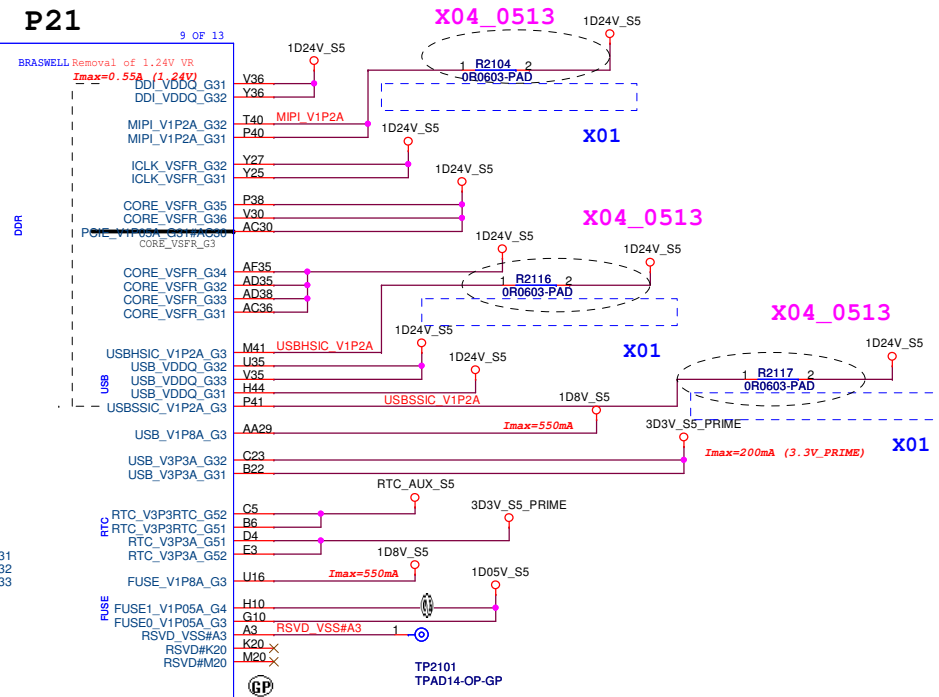 P21
X04_0513
9 OF 13
1D24V_S5
1D24V_S5
BRASWELL Removal of 1.24V VR
Imax=0.55A (1.24V)
1 R2104 2
0R0603-PAD
DDI_VDDQ_G31 V36
DDI_VDDQ_G32 Y36
MIPI_V1P2A_G32 T40 MIPI_V1P2A
MIPI_V1P2A_G31 P40
1D24V_S5
X01
ICLK_VSFR_G32 Y27
ICLK_VSFR_G31 Y25
1D24V_S5
DDR
CORE_VSFR_G35 P38
CORE_VSFR_G36 V30
AC30
CORE_VSFR_G3
X04_0513
1D24V_S5
1D24V_S5
CORE_VSFR_G34 AF35
CORE_VSFR_G32 AD35
CORE_VSFR_G33 AD38
CORE_VSFR_G31 AC36
1 R2116 2
0R0603-PAD
X04_0513
1D24V_S5
X01
1D24V_S5
USBHSIC_V1P2A_G3 M41 USBHSIC_V1P2A
USB_VDDQ_G32 U35
USB_VDDQ_G33 V35
USB_VDDQ_G31 H44
USBSSIC_V1P2A_G3 P41 USBSSIC_V1P2A
USB
1D24V_S5
1 R2117 2
0R0603-PAD
1D8V_S5
USB_V1P8A_G3 AA29
Imax=550mA
3D3V_S5_PRIME
X01
Imax=200mA (3.3V_PRIME)
USB_V3P3A_G32 C23
USB_V3P3A_G31 B22
RTC_AUX_S5
3D3V_S5_PRIME
RTC
RTC_V3P3RTC_G52 C5
RTC_V3P3RTC_G51 B6
RTC_V3P3A_G51 D4
RTC_V3P3A_G52 E3
1D8V_S5
31
32
33
FUSE_V1P8A_G3 U16
Imax=550mA
1D05V_S5
FUSE
FUSE1_V1P05A_G4 H10
FUSE0_V1P05A_G3 G10
RSVD_VSS#A3 A3 RSVD_VSS#A3 1
RSVD#K20 K20
RSVD#M20 M20
TP2101
TPAD14-OP-GP
GP